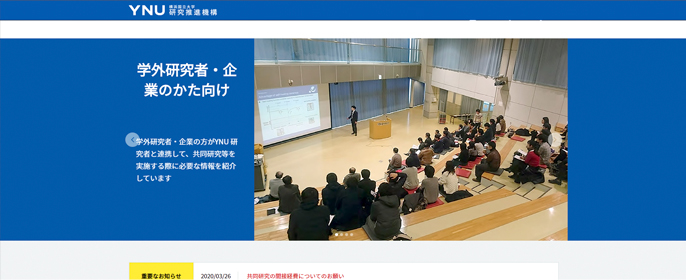 YNU 横浜国立大学
研究推進機構
学外研究者・企
業のかた向け
学外研究者・企業の方がYNU 研
究者と連携して、共同研究等を
実施する際に必要な情報を紹介
しています
重要なお知らせ 2020/03/26 共同研究の間接経費についてのお願い